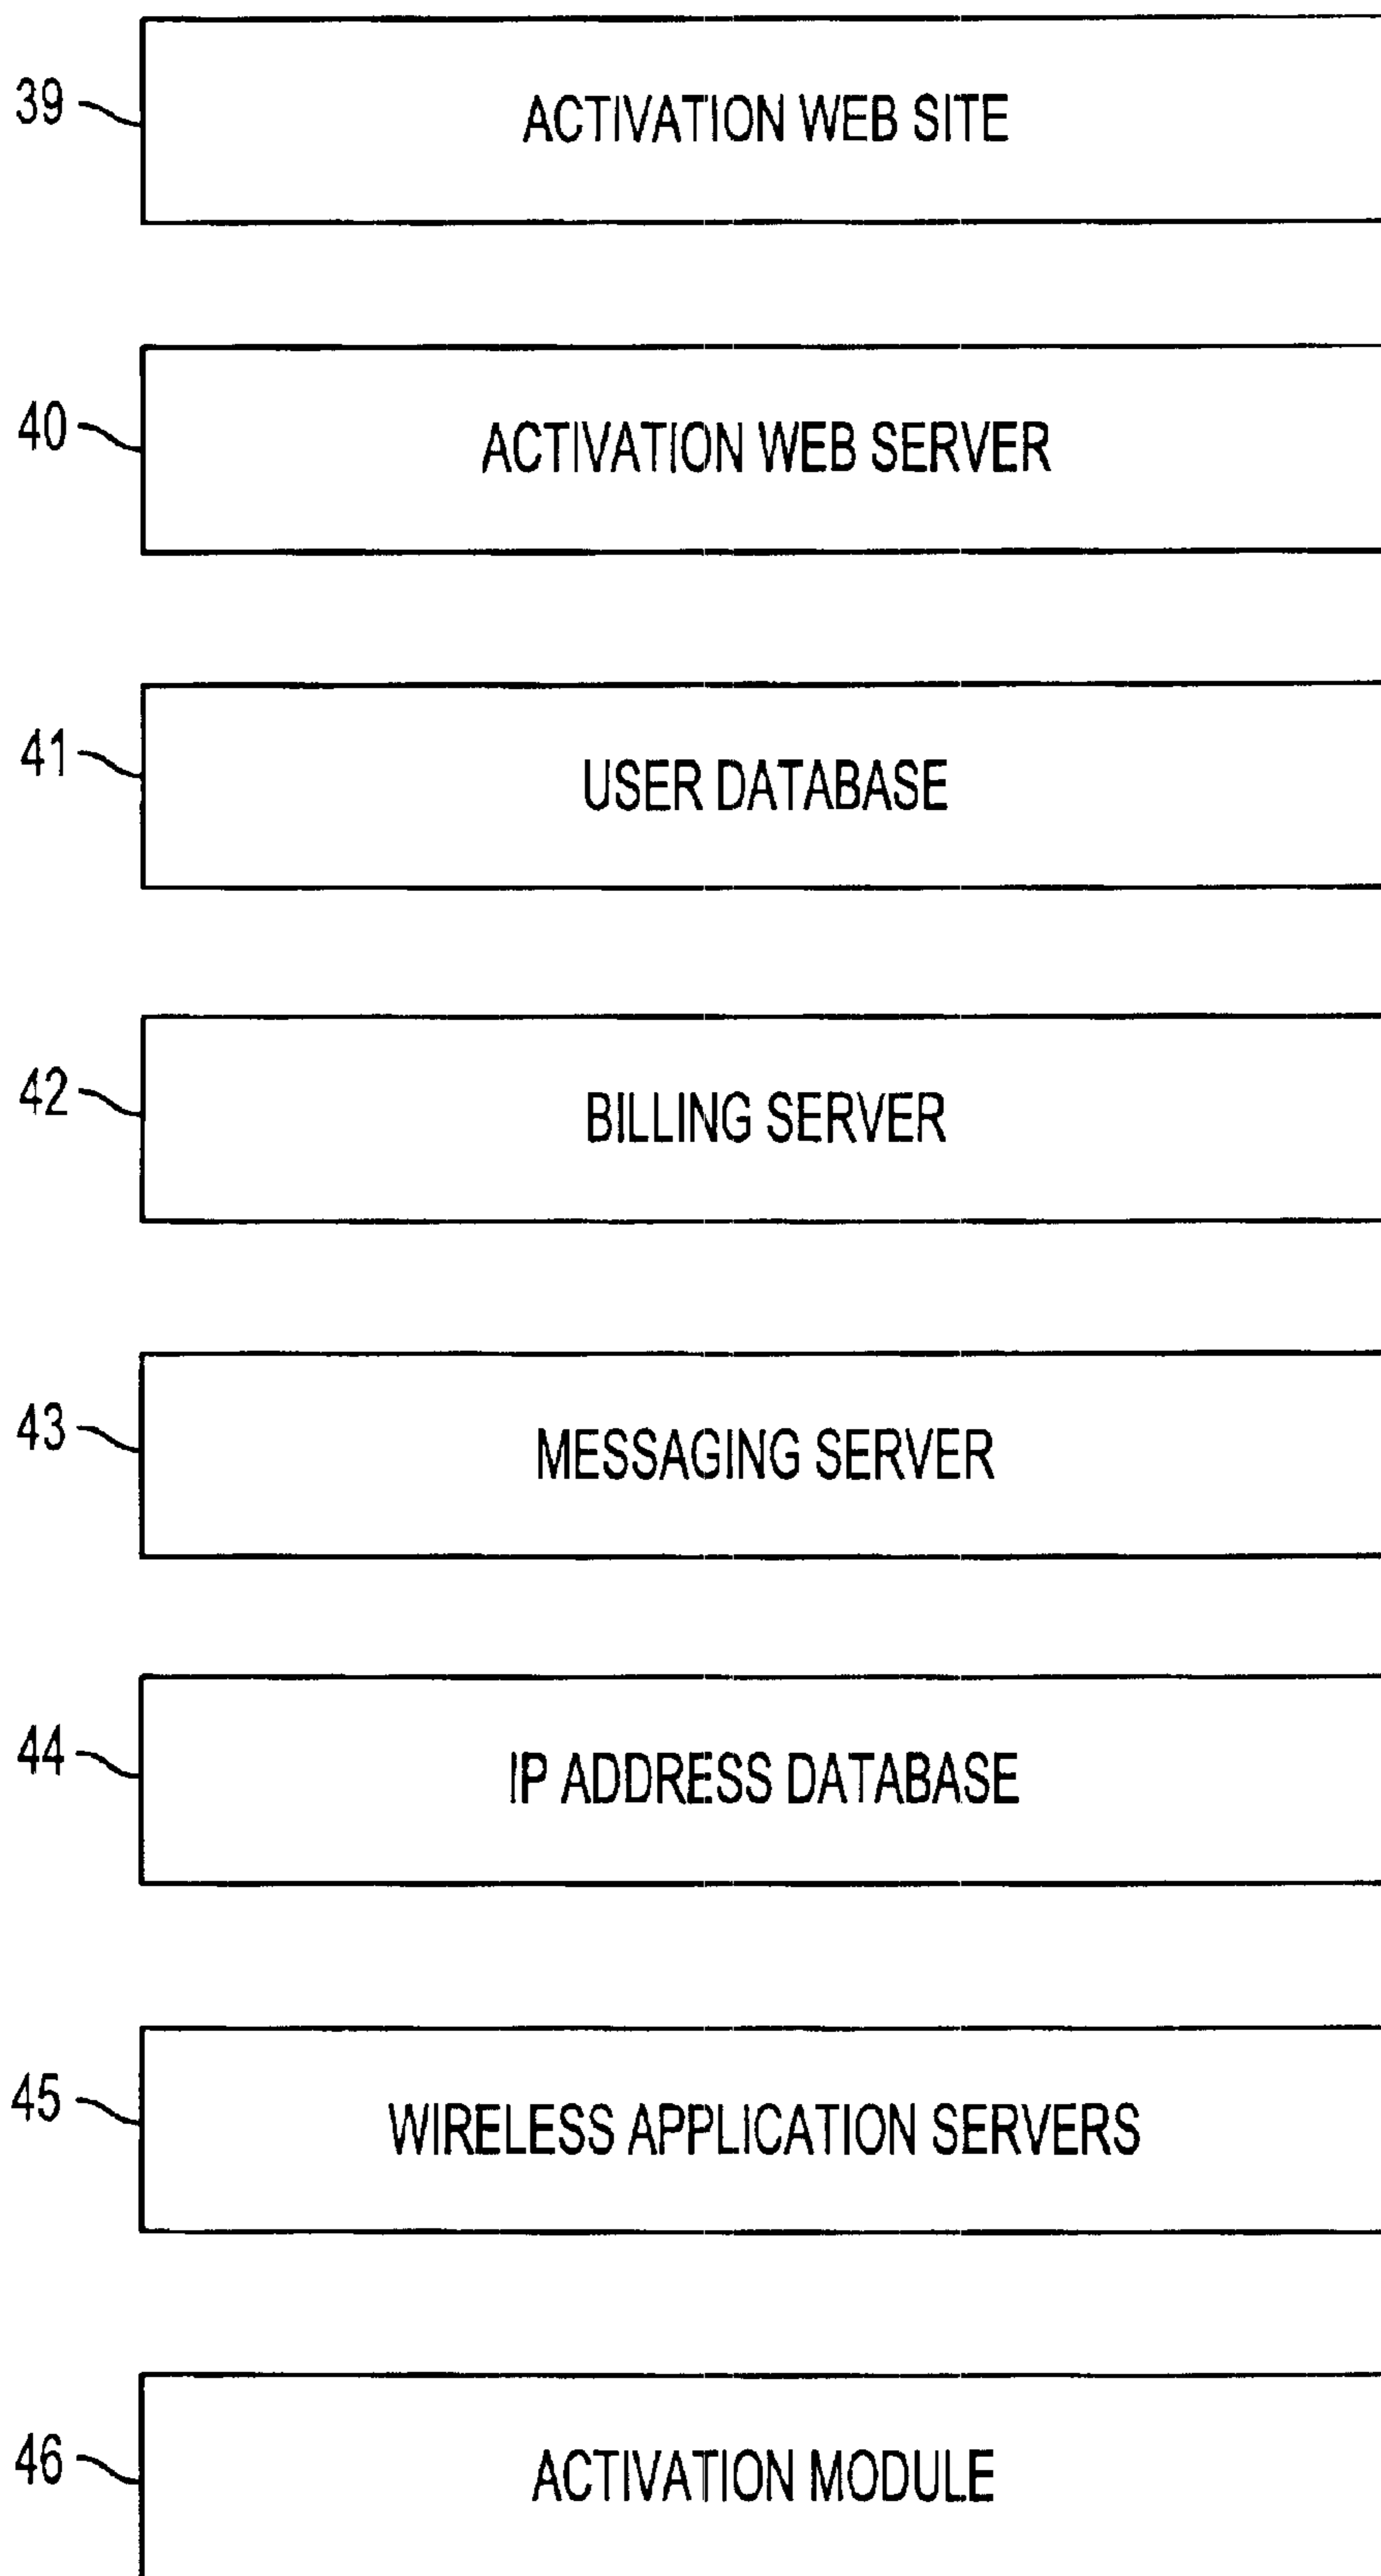 39 ACTIVATION WEB SITE
40 ACTIVATION WEB SERVER
41 USER DATABASE
42 BILLING SERVER
43 MESSAGING SERVER
44 IP ADDRESS DATABASE
45 WIRELESS APPLICATION SERVERS
46 ACTIVATION MODULE